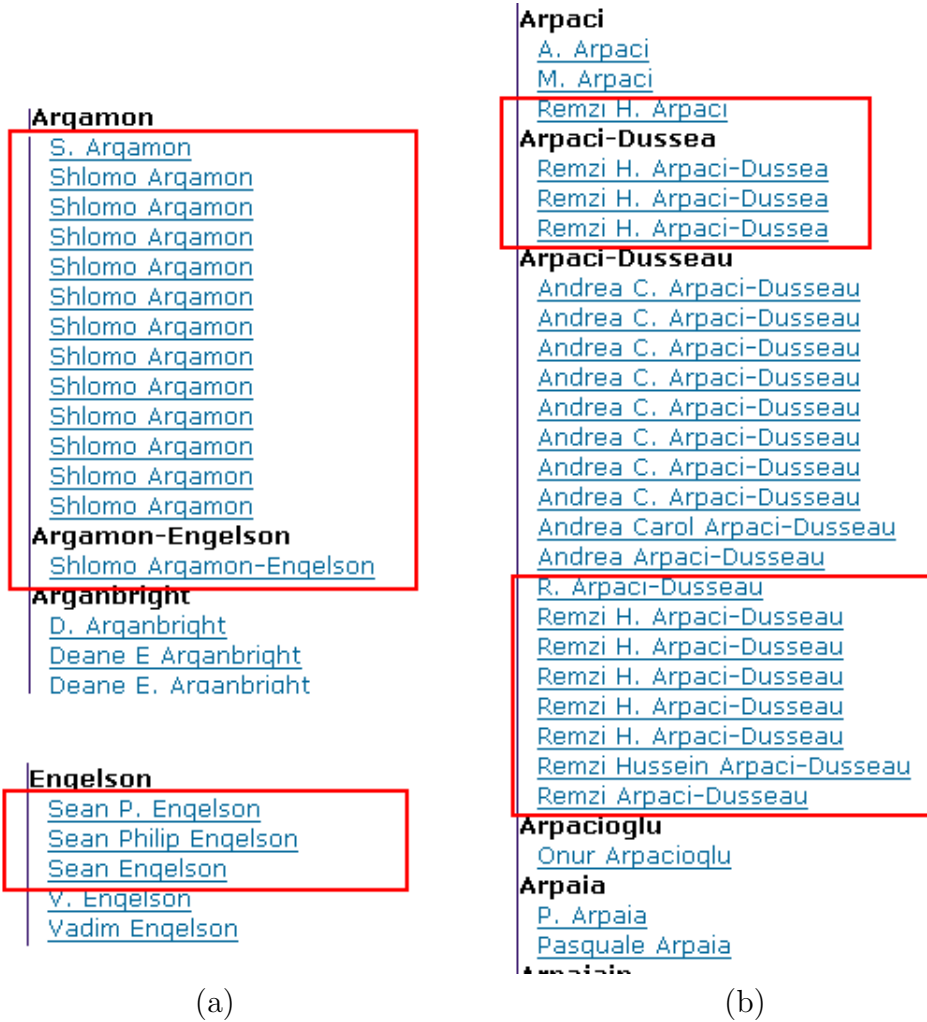 Argamon
S. Argamon
Shlomo Argamon
Shlomo Argamon
Shlomo Argamon
Shlomo Argamon
Shlomo Argamon
Shlomo Argamon
Shlomo Argamon
Shlomo Argamon
Shlomo Argamon
Shlomo Argamon
Shlomo Argamon
Shlomo Argamon
Argamon-Engelson
Shlomo Argamon-Engelson
Arganbright
D. Arganbright
Deane E Arganbright
Deane E. Arganbright
Engelson
Sean P. Engelson
Sean Philip Engelson
Sean Engelson
V. Engelson
Vadim Engelson
(a)
Arpaci
A. Arpaci
M. Arpaci
Remzi H. Arpaci
Arpaci-Dussea
Remzi H. Arpaci-Dussea
Remzi H. Arpaci-Dussea
Remzi H. Arpaci-Dussea
Arpaci-Dusseau
Andrea C. Arpaci-Dusseau
Andrea C. Arpaci-Dusseau
Andrea C. Arpaci-Dusseau
Andrea C. Arpaci-Dusseau
Andrea C. Arpaci-Dusseau
Andrea C. Arpaci-Dusseau
Andrea C. Arpaci-Dusseau
Andrea C. Arpaci-Dusseau
Andrea Carol Arpaci-Dusseau
Andrea Arpaci-Dusseau
R. Arpaci-Dusseau
Remzi H. Arpaci-Dusseau
Remzi H. Arpaci-Dusseau
Remzi H. Arpaci-Dusseau
Remzi H. Arpaci-Dusseau
Remzi H. Arpaci-Dusseau
Remzi Hussein Arpaci-Dusseau
Remzi Arpaci-Dusseau
Arpacioglu
Onur Arpacioglu
Arpaia
P. Arpaia
Pasquale Arpaia
(b)